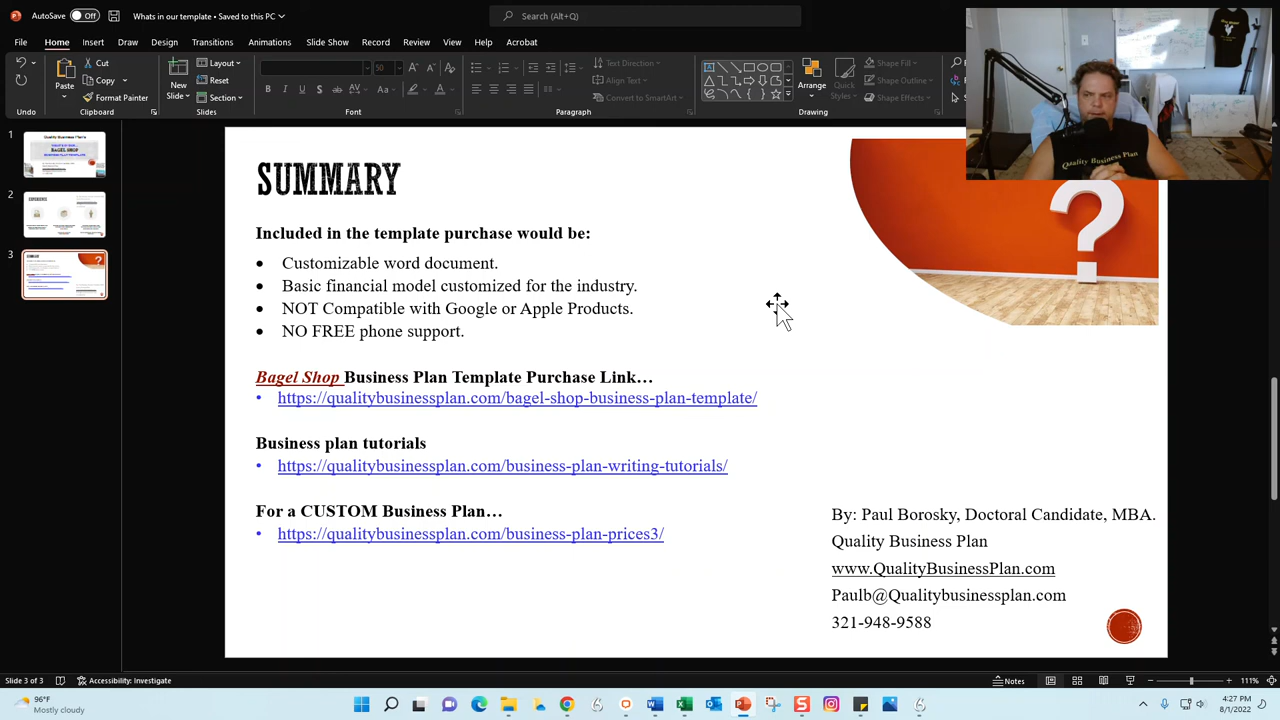 AutoSave Off What's in our template • Saved to this PC Search (Alt+Q)
File Home Insert Draw Design Transitions Animations Slide Show Record Review View Help Acrobat
Paste Cut Copy Format Painter New Slide Layout Reset Section 50 Text Direction Align Text Convert to SmartArt Arrange Quick Styles Shape Fill Shape Outline Shape Effects
Undo Clipboard Slides Font Drawing
1
2
3
SUMMARY
Included in the template purchase would be:
• Customizable word document.
• Basic financial model customized for the industry.
• NOT Compatible with Google or Apple Products.
• NO FREE phone support.
Bagel Shop Business Plan Template Purchase Link…
• https://qualitybusinessplan.com/bagel-shop-business-plan-template/
Business plan tutorials
• https://qualitybusinessplan.com/business-plan-writing-tutorials/
For a CUSTOM Business Plan…
• https://qualitybusinessplan.com/business-plan-prices3/
By: Paul Borosky, Doctoral Candidate, MBA.
Quality Business Plan
www.QualityBusinessPlan.com
Paulb@Qualitybusinessplan.com
321-948-9588
Quality Business Plan
Slide 3 of 3 Accessibility: Investigate Notes 111%
96°F
Mostly cloudy
4:27 PM
8/1/2022